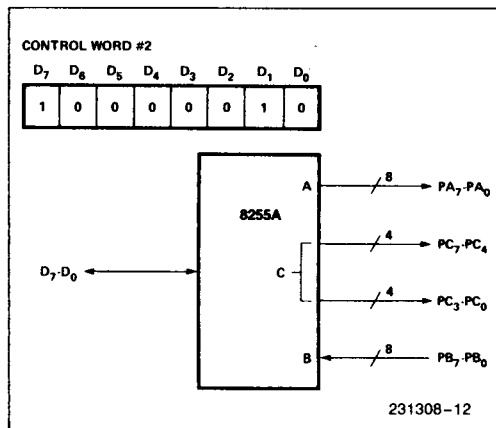 CONTROL WORD #2
D7 D6 D5 D4 D3 D2 D1 D0
1 0 0 0 0 0 1 0
A 8 PA7-PA0
8255A
4 PC7-PC4
D7-D0 C
4 PC3-PC0
B 8 PB7-PB0
231308-12